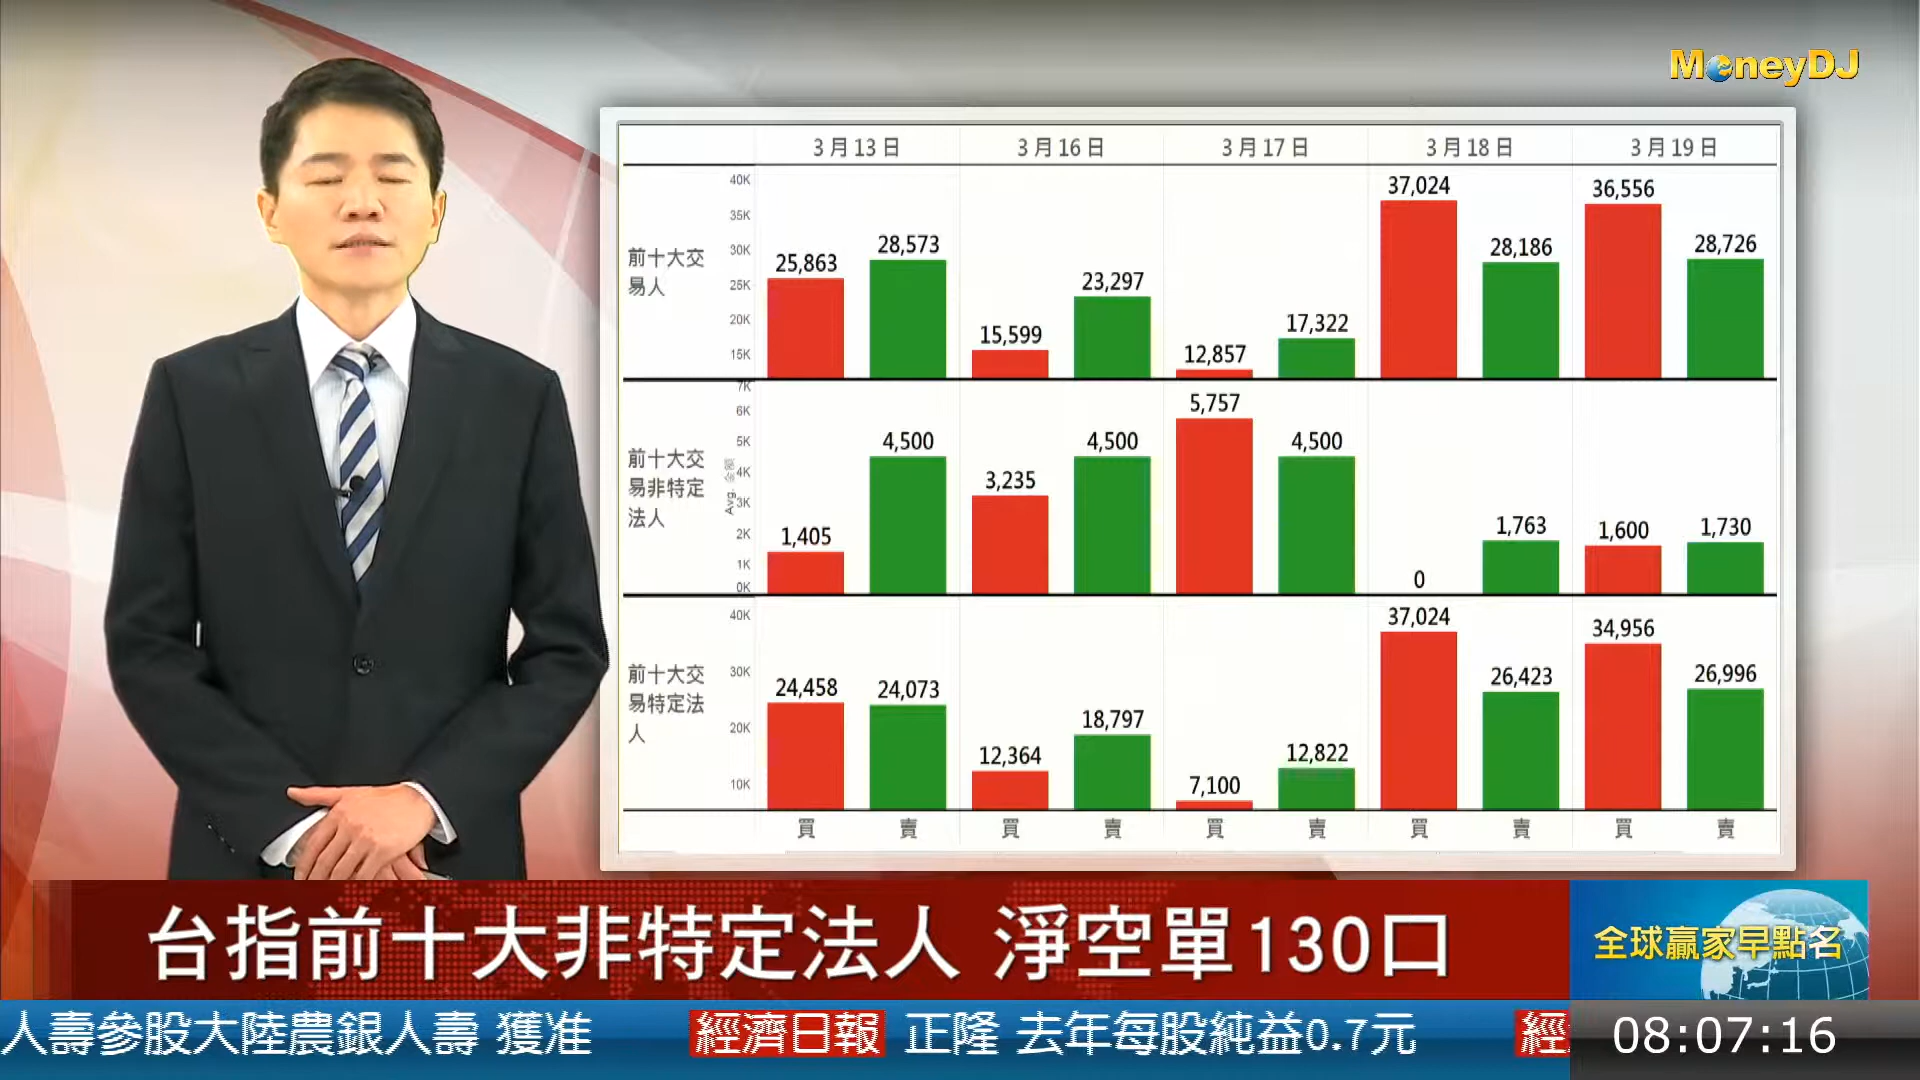 MoneyDJ
3月13日 3月16日 3月17日 3月18日 3月19日
前十大交
易人
40K
35K
30K
25K
20K
15K
25,863 28,573 15,599 23,297 12,857 17,322 37,024 28,186 36,556 28,726
前十大交
易非特定
法人
Avg. 金額
7K
6K
5K
4K
3K
2K
1K
0K
1,405 4,500 3,235 4,500 5,757 4,500 0 1,763 1,600 1,730
前十大交
易特定法
人
40K
30K
20K
10K
24,458 24,073 12,364 18,797 7,100 12,822 37,024 26,423 34,956 26,996
買 賣 買 賣 買 賣 買 賣 買 賣
台指前十大非特定法人 淨空單130口
全球贏家早點名
人壽參股大陸農銀人壽 獲准 經濟日報 正隆 去年每股純益0.7元 經
08:07:16